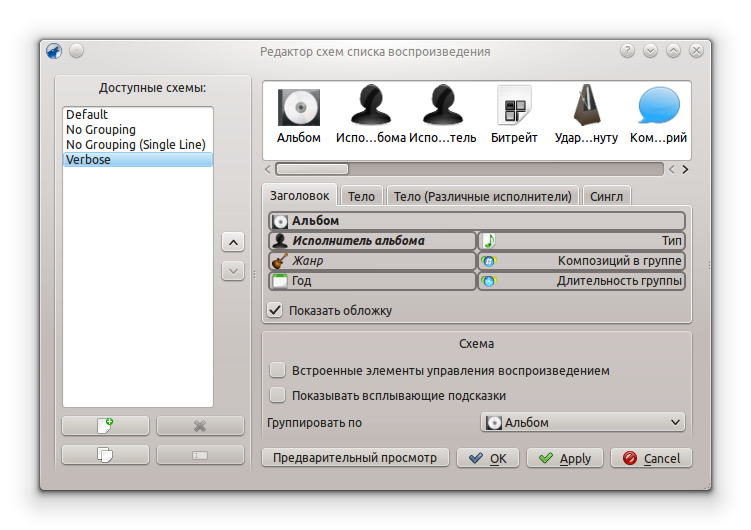 Редактор схем списка воспроизведения
Доступные схемы:
Default
No Grouping
No Grouping (Single Line)
Verbose
Альбом
Испо...бома
Испо...тель
Битрейт
Удар...нуту
Ком...рий
Заголовок
Тело
Тело (Различные исполнители)
Сингл
Альбом
Исполнитель альбома
Тип
Жанр
Композиций в группе
Год
Длительность группы
Показать обложку
Схема
Встроенные элементы управления воспроизведением
Показывать всплывающие подсказки
Группировать по
Альбом
Предварительный просмотр
OK
Apply
Cancel